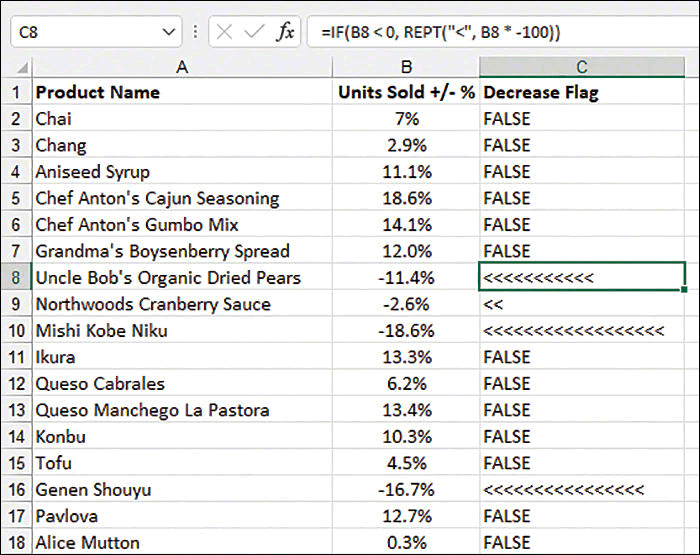 C8 fx =IF(B8 < 0, REPT("<", B8 * -100))
A B C
1 Product Name Units Sold +/- % Decrease Flag
2 Chai 7% FALSE
3 Chang 2.9% FALSE
4 Aniseed Syrup 11.1% FALSE
5 Chef Anton's Cajun Seasoning 18.6% FALSE
6 Chef Anton's Gumbo Mix 14.1% FALSE
7 Grandma's Boysenberry Spread 12.0% FALSE
8 Uncle Bob's Organic Dried Pears -11.4% <<<<<<<<<<<
9 Northwoods Cranberry Sauce -2.6% <<
10 Mishi Kobe Niku -18.6% <<<<<<<<<<<<<<<<<<
11 Ikura 13.3% FALSE
12 Queso Cabrales 6.2% FALSE
13 Queso Manchego La Pastora 13.4% FALSE
14 Konbu 10.3% FALSE
15 Tofu 4.5% FALSE
16 Genen Shouyu -16.7% <<<<<<<<<<<<<<<<
17 Pavlova 12.7% FALSE
18 Alice Mutton 0.3% FALSE